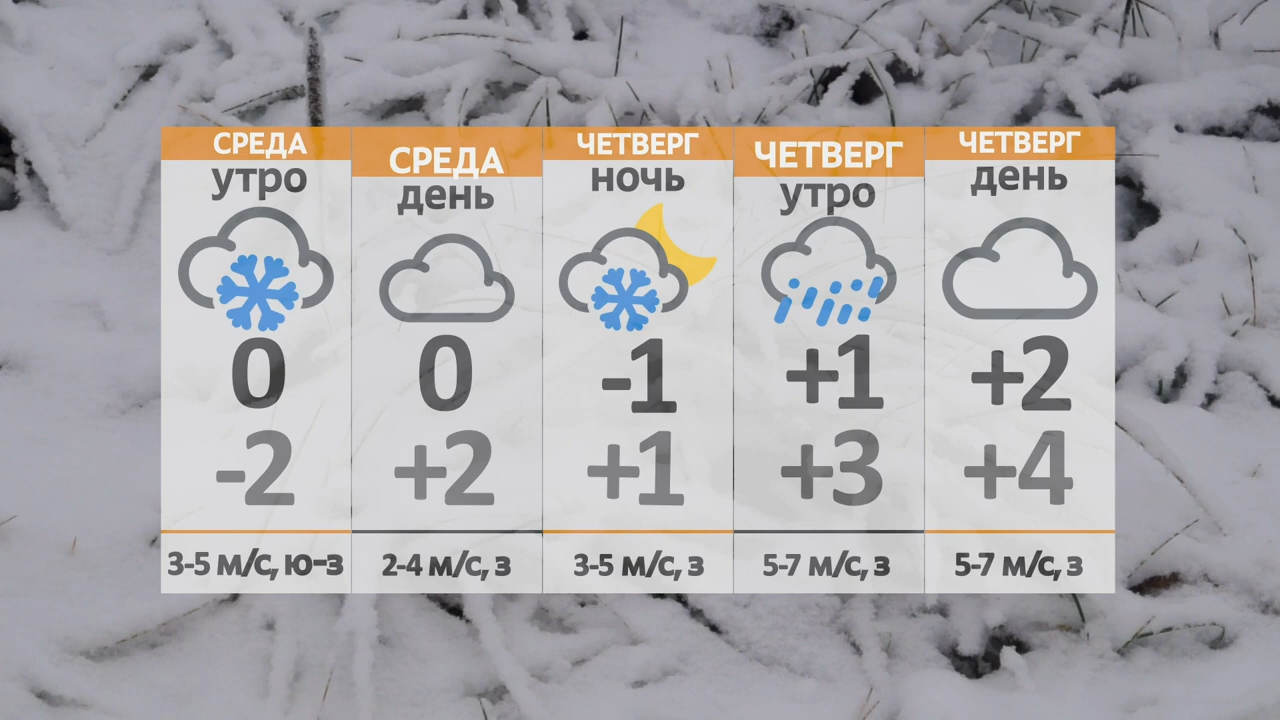 СРЕДА
утро
0
-2
3-5 м/с, ю-з
СРЕДА
день
0
+2
2-4 м/с, з
ЧЕТВЕРГ
ночь
-1
+1
3-5 м/с, з
ЧЕТВЕРГ
утро
+1
+3
5-7 м/с, з
ЧЕТВЕРГ
день
+2
+4
5-7 м/с, з